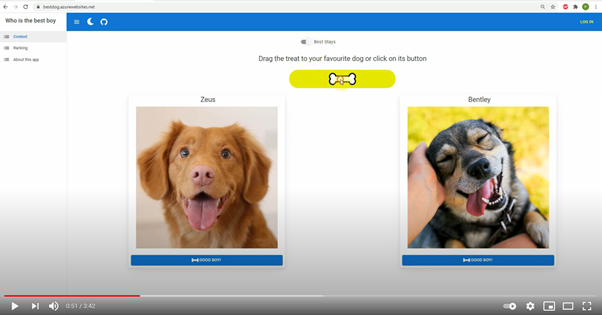 bestdog.azurewebsites.net
Who is the best boy
LOG IN
Contest
Ranking
About this app
Best Stays
Drag the treat to your favourite dog or click on its button
Zeus
Bentley
GOOD BOY!
GOOD BOY!
0:51 / 3:42